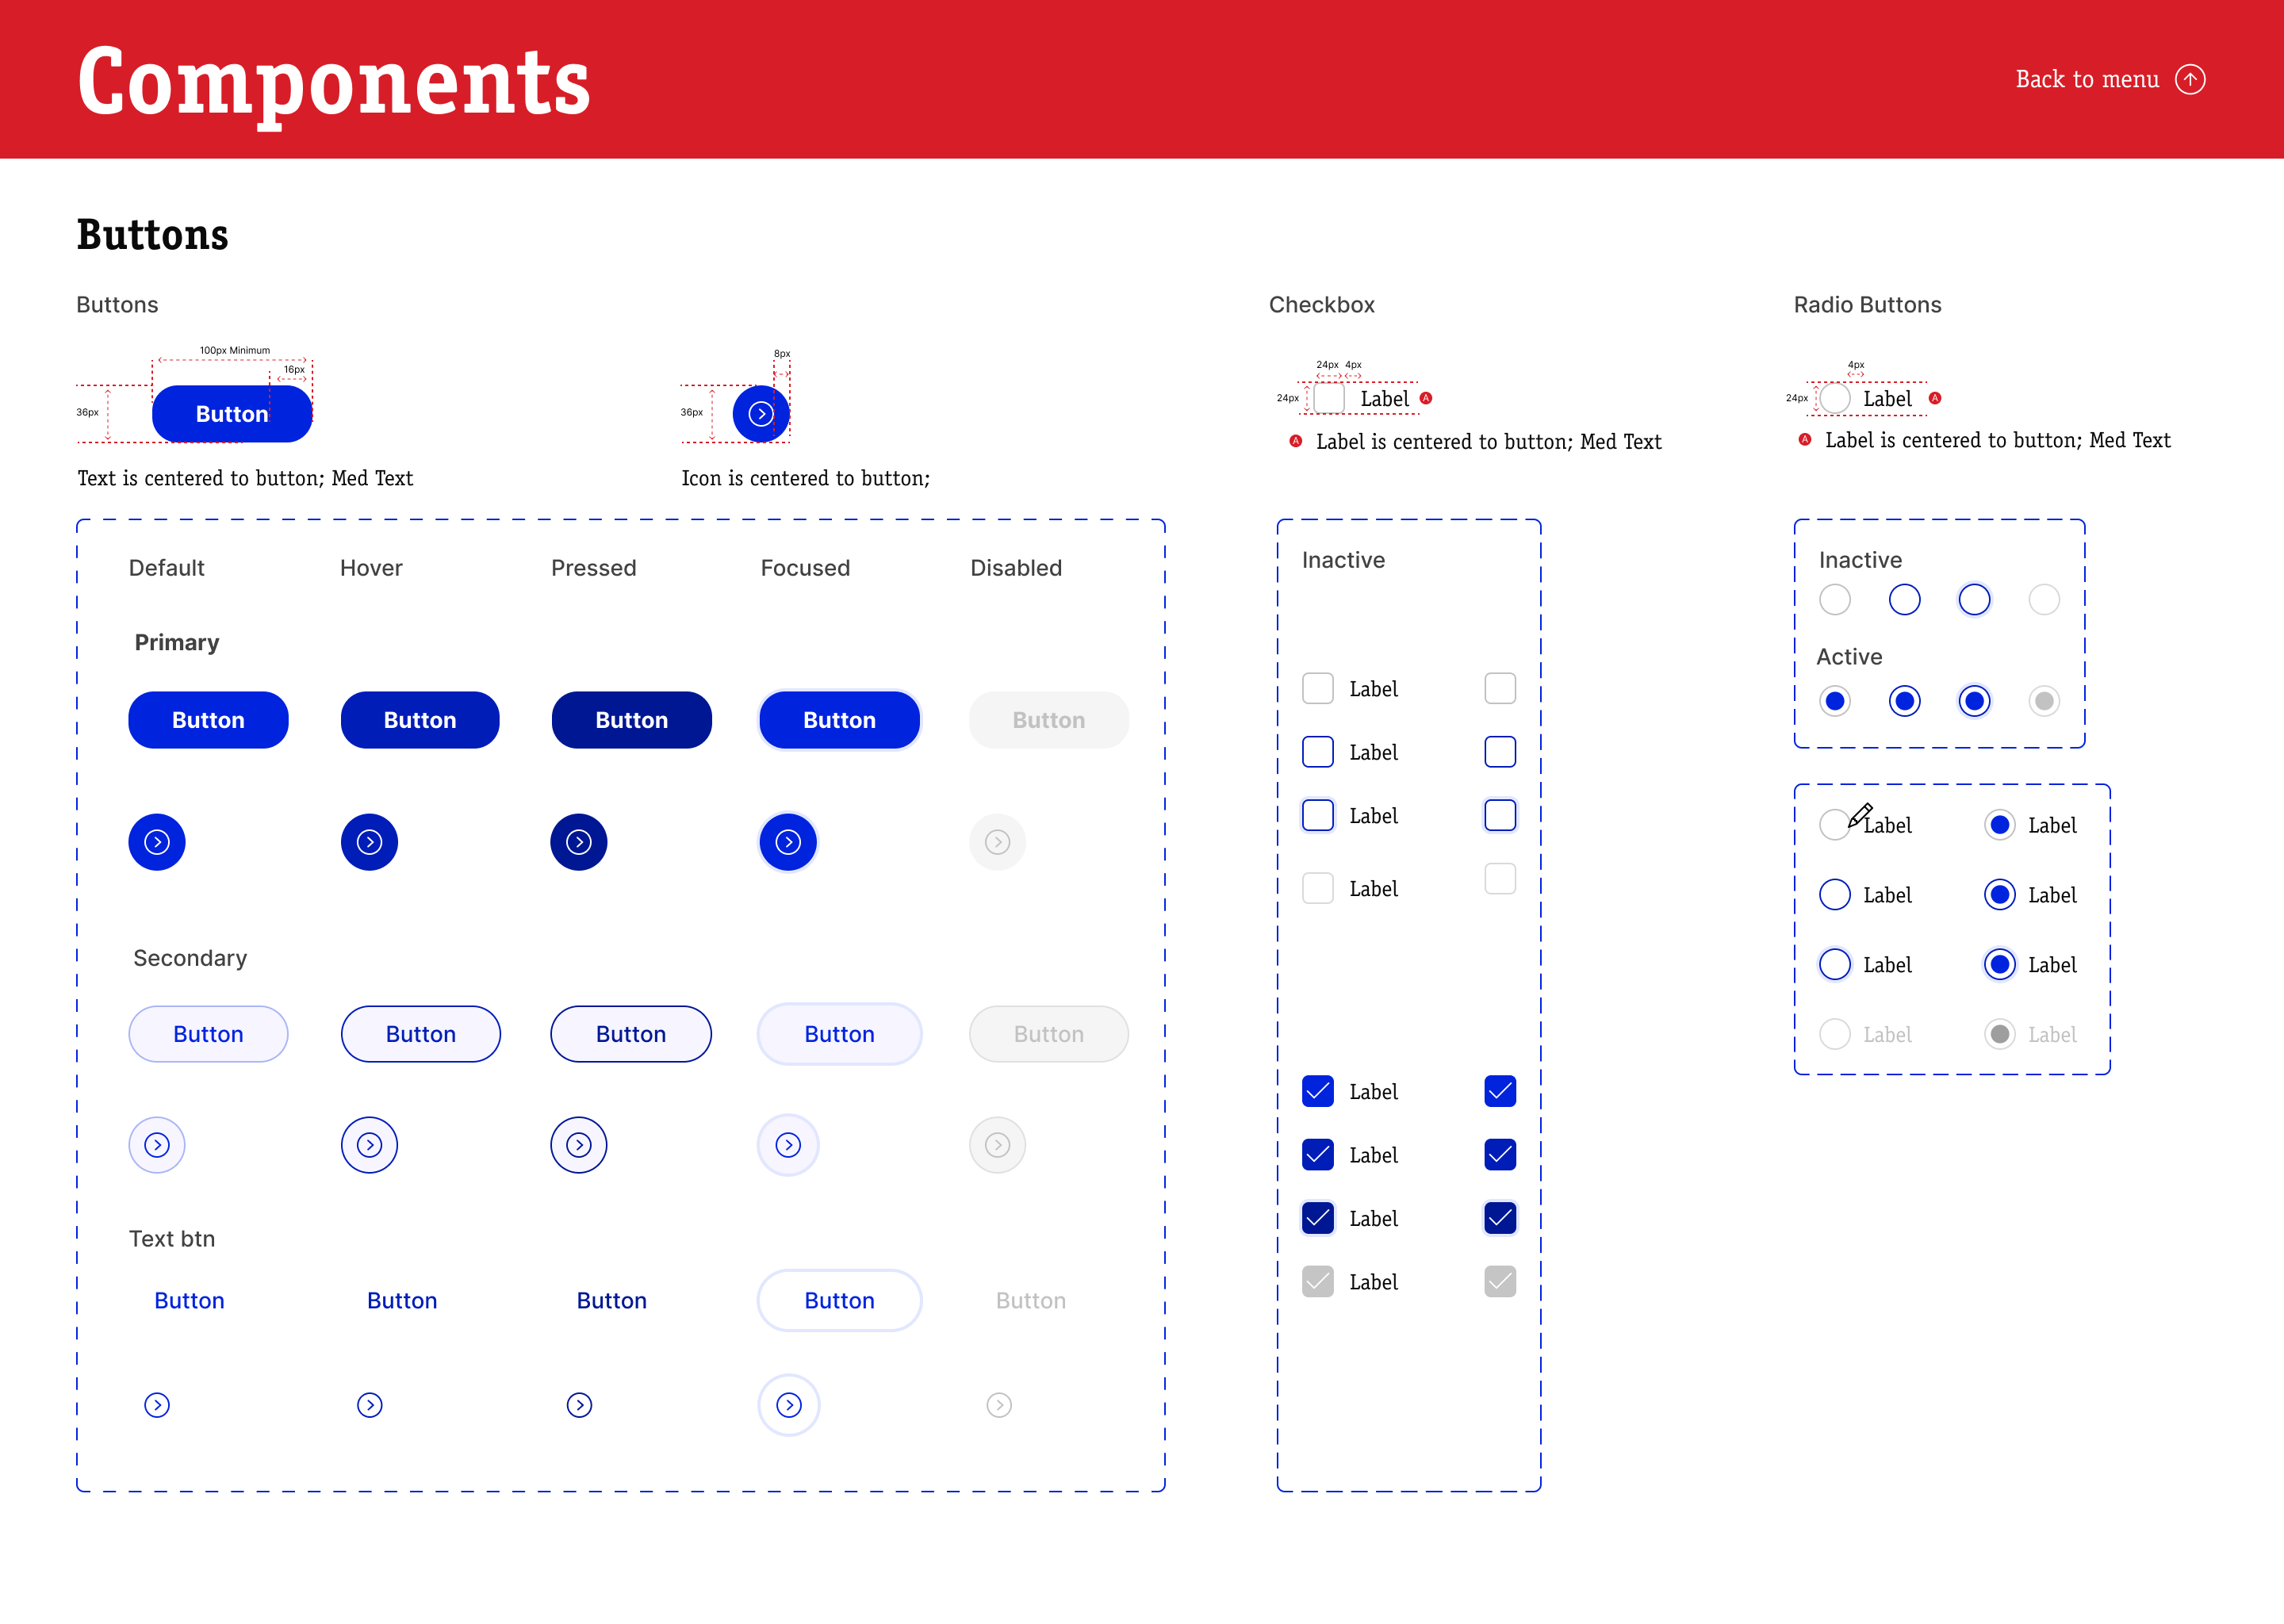 Components
Back to menu
Buttons
Buttons
100px Minimum
16px
36px
Button
Text is centered to button; Med Text
8px
36px
Icon is centered to button;
Checkbox
24px 4px
24px
Label A
A Label is centered to button; Med Text
Radio Buttons
4px
24px
Label A
A Label is centered to button; Med Text
Default Hover Pressed Focused Disabled
Primary
Button Button Button Button Button
Secondary
Button Button Button Button Button
Text btn
Button Button Button Button Button
Inactive
Label
Label
Label
Label
Label
Label
Label
Label
Inactive
Active
Label Label
Label Label
Label Label
Label Label